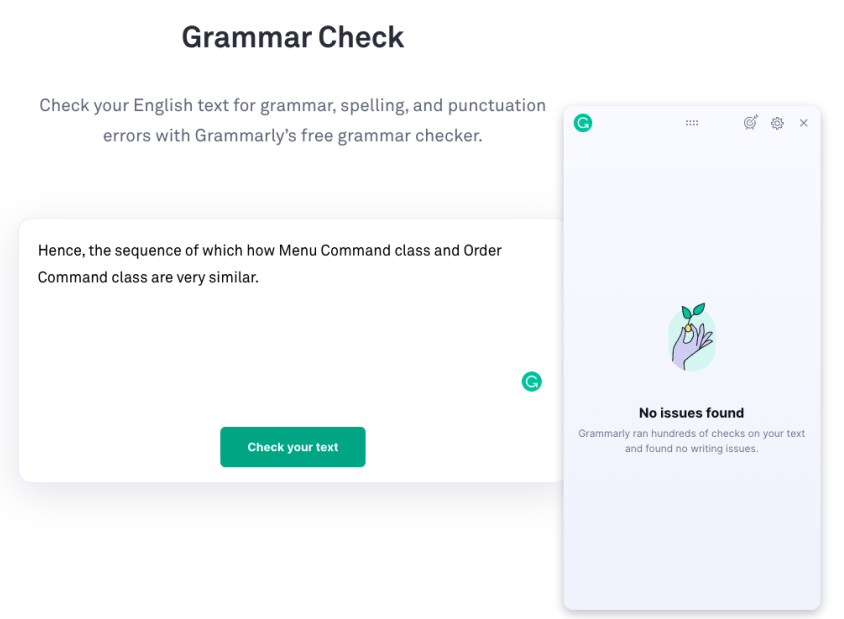 Grammar Check
Check your English text for grammar, spelling, and punctuation
errors with Grammarly's free grammar checker.
Hence, the sequence of which how Menu Command class and Order
Command class are very similar.
Check your text
No issues found
Grammarly ran hundreds of checks on your text
and found no writing issues.